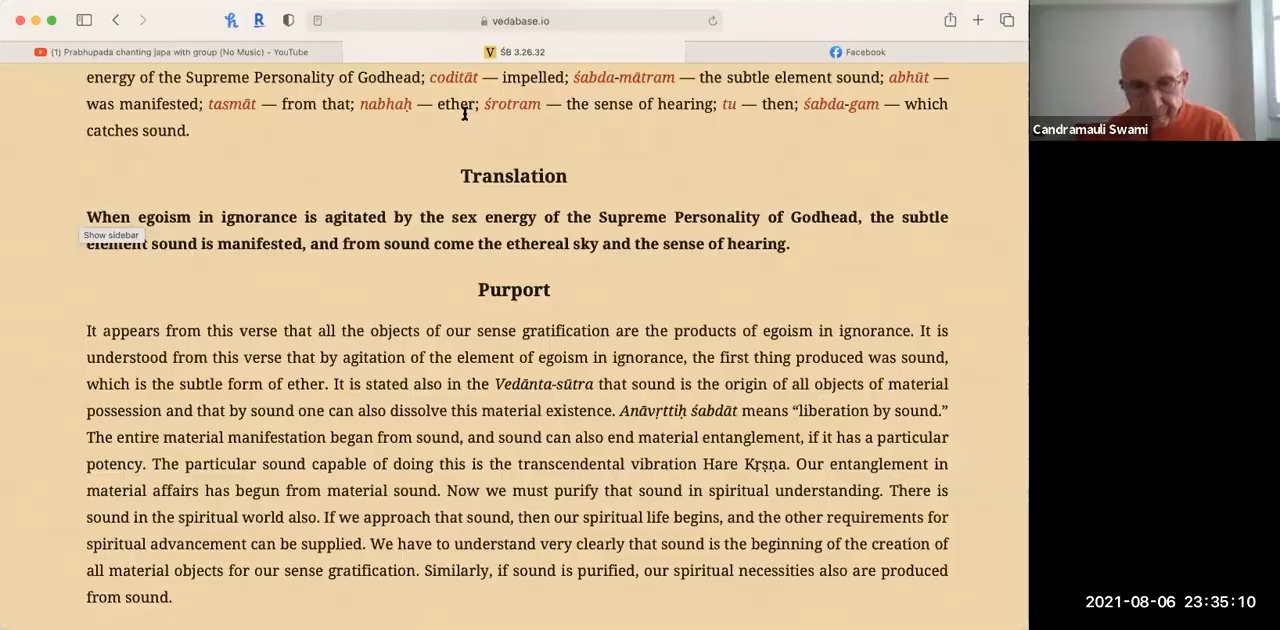 vedabase.io
(1) Prabhupada chanting japa with group (No Music) – YouTube
V ŚB 3.26.32
Facebook
energy of the Supreme Personality of Godhead; coditāt — impelled; śabda-mātram — the subtle element sound; abhūt —
was manifested; tasmāt — from that; nabhaḥ — ether; śrotram — the sense of hearing; tu — then; śabda-gam — which
catches sound.
Translation
When egoism in ignorance is agitated by the sex energy of the Supreme Personality of Godhead, the subtle
Show sidebar
element sound is manifested, and from sound come the ethereal sky and the sense of hearing.
Purport
It appears from this verse that all the objects of our sense gratification are the products of egoism in ignorance. It is
understood from this verse that by agitation of the element of egoism in ignorance, the first thing produced was sound,
which is the subtle form of ether. It is stated also in the Vedānta-sūtra that sound is the origin of all objects of material
possession and that by sound one can also dissolve this material existence. Anāvṛttiḥ śabdāt means “liberation by sound.”
The entire material manifestation began from sound, and sound can also end material entanglement, if it has a particular
potency. The particular sound capable of doing this is the transcendental vibration Hare Kṛṣṇa. Our entanglement in
material affairs has begun from material sound. Now we must purify that sound in spiritual understanding. There is
sound in the spiritual world also. If we approach that sound, then our spiritual life begins, and the other requirements for
spiritual advancement can be supplied. We have to understand very clearly that sound is the beginning of the creation of
all material objects for our sense gratification. Similarly, if sound is purified, our spiritual necessities also are produced
from sound.
Candramauli Swami
2021-08-06 23:35:10